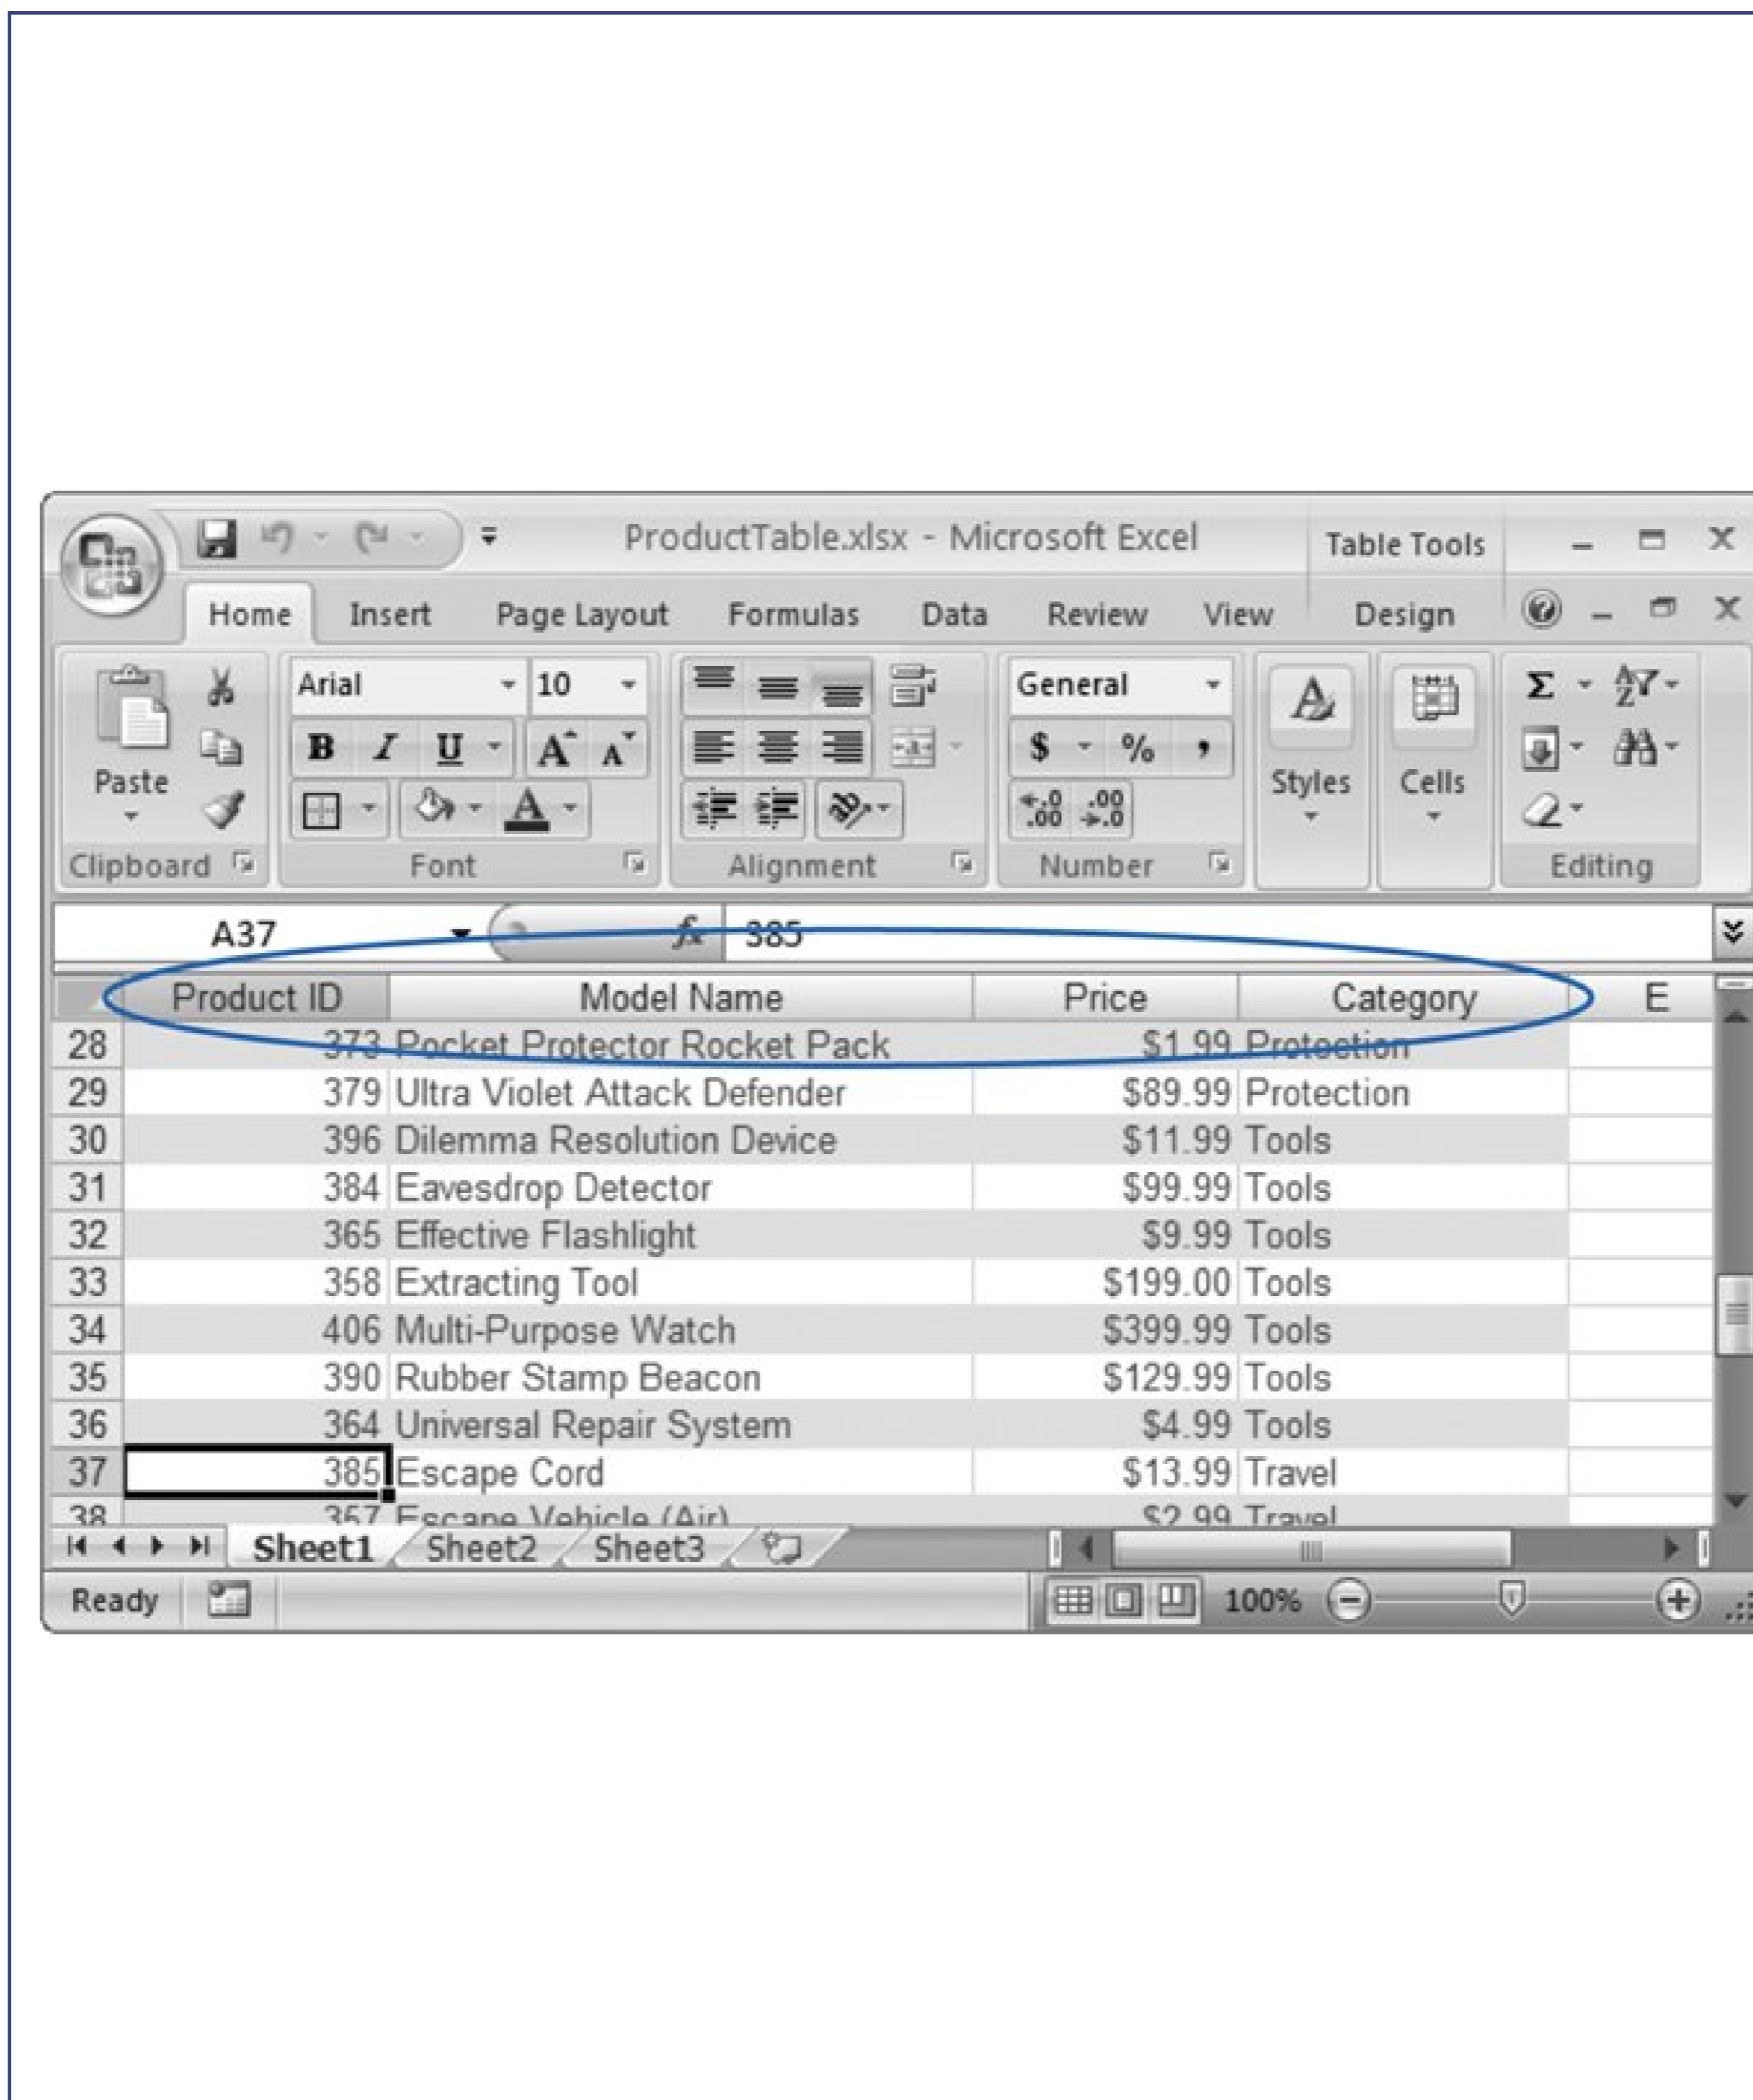 ProductTable.xlsx - Microsoft Excel Table Tools
Home Insert Page Layout Formulas Data Review View Design
Arial 10 General
B I U A A $ % ,
Paste Styles Cells
A .0 .00 .00 .0
Clipboard Font Alignment Number Editing
A37 fx 385
Product ID Model Name Price Category E
28 373 Pocket Protector Rocket Pack $1.99 Protection
29 379 Ultra Violet Attack Defender $89.99 Protection
30 396 Dilemma Resolution Device $11.99 Tools
31 384 Eavesdrop Detector $99.99 Tools
32 365 Effective Flashlight $9.99 Tools
33 358 Extracting Tool $199.00 Tools
34 406 Multi-Purpose Watch $399.99 Tools
35 390 Rubber Stamp Beacon $129.99 Tools
36 364 Universal Repair System $4.99 Tools
37 385 Escape Cord $13.99 Travel
38 357 Escape Vehicle (Air) $2.99 Travel
Sheet1 Sheet2 Sheet3
Ready 100%